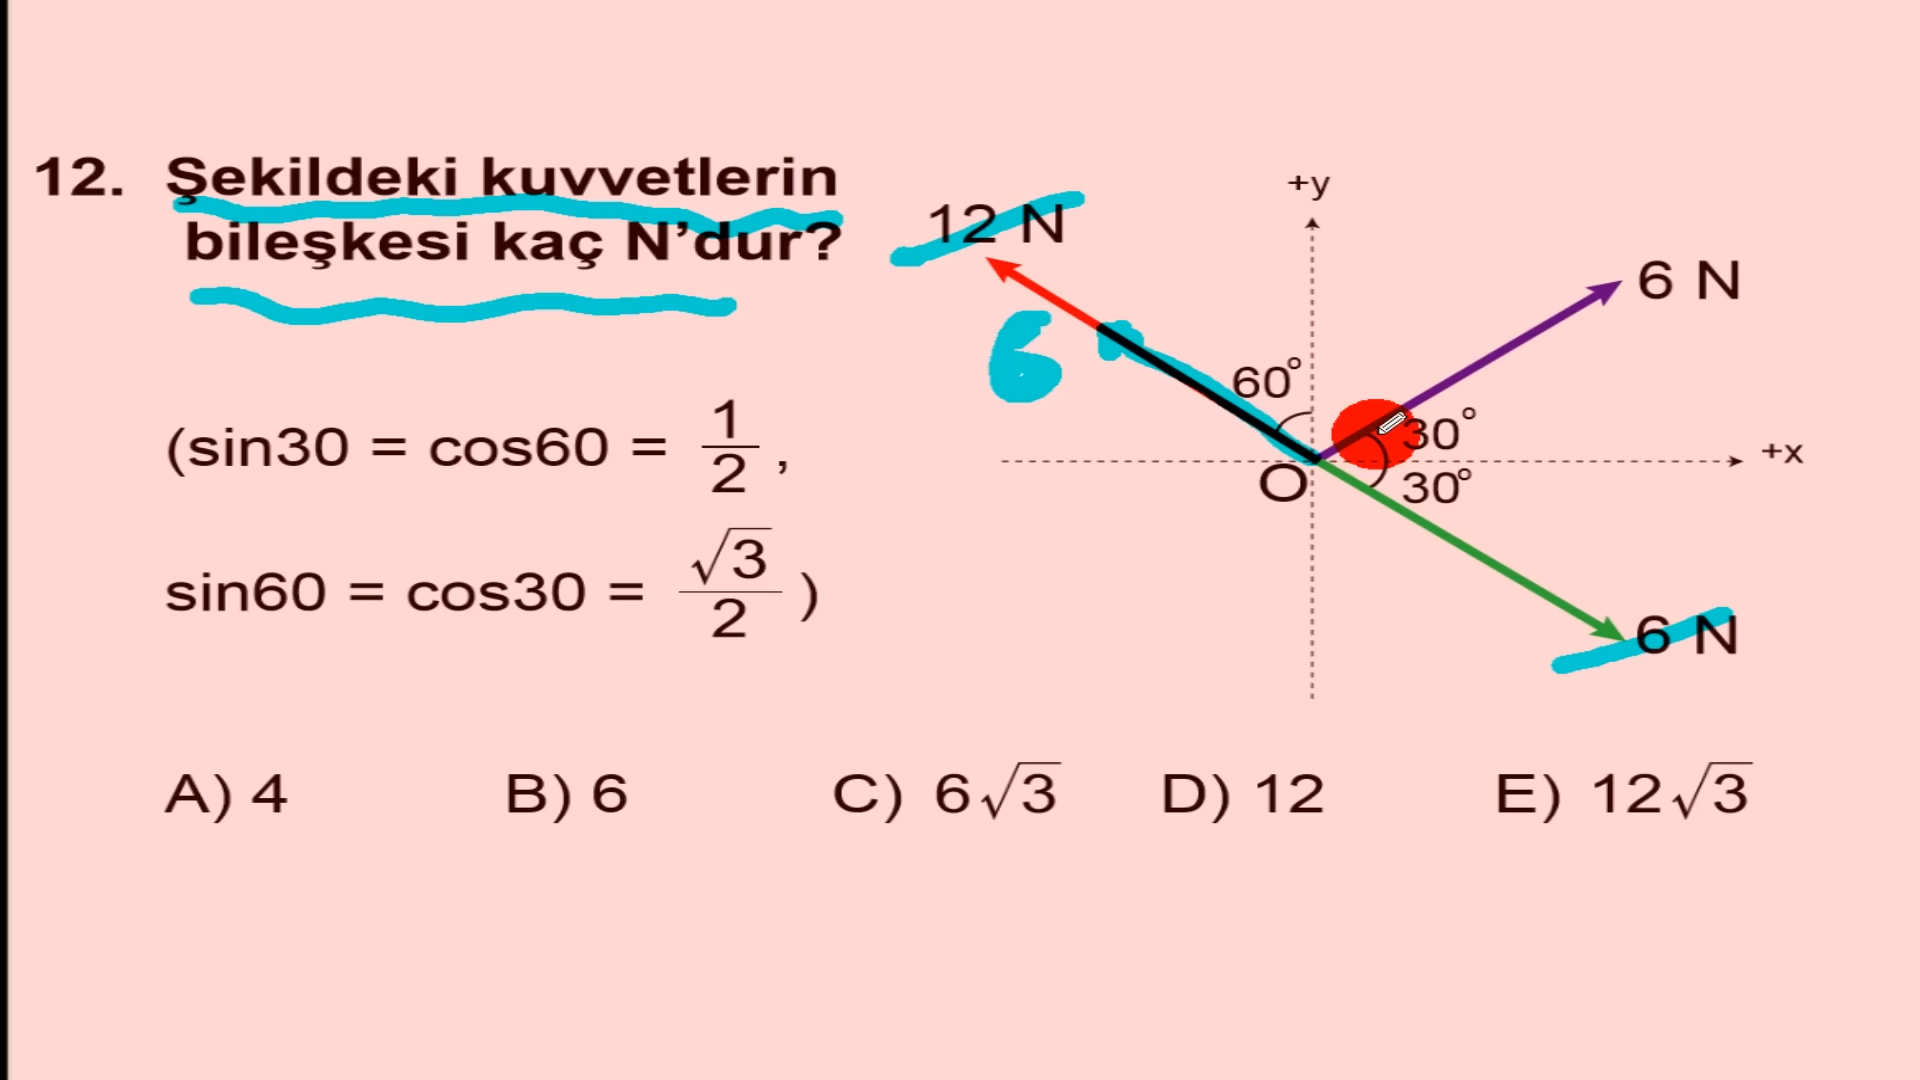 12. Şekildeki kuvvetlerin
bileşkesi kaç N’dur?
(sin30 = cos60 = 1/2 ,
sin60 = cos30 = √3/2 )
+y
12 N
6 N
6
60°
30°
+x
O
30°
6 N
A) 4 B) 6 C) 6√3 D) 12 E) 12√3